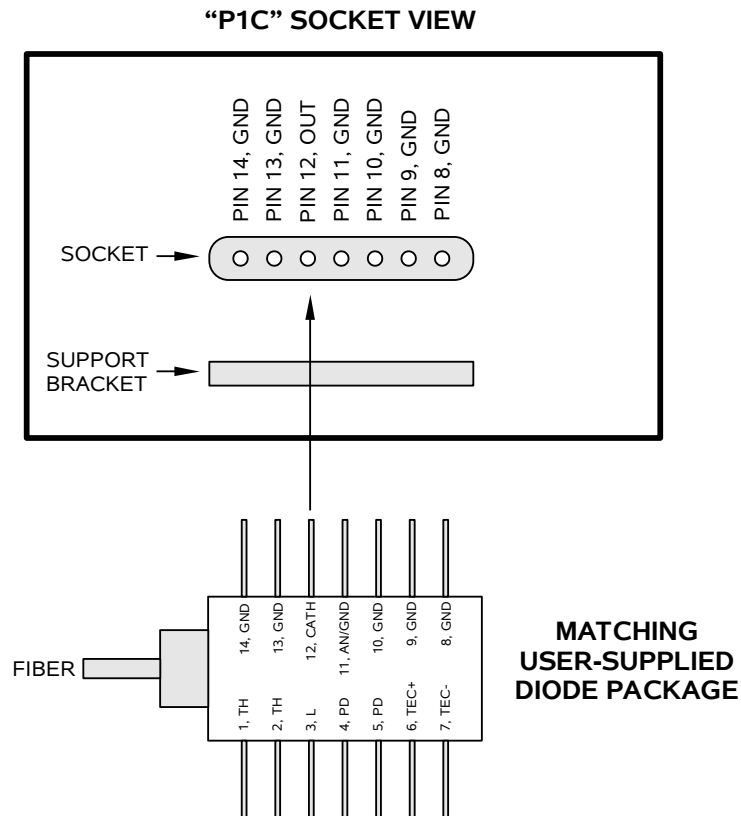 “P1C” SOCKET VIEW
PIN 14, GND
PIN 13, GND
PIN 12, OUT
PIN 11, GND
PIN 10, GND
PIN 9, GND
PIN 8, GND
SOCKET
SUPPORT
BRACKET
14, GND
13, GND
12, CATH
11, AN/GND
10, GND
9, GND
8, GND
FIBER
1, TH
2, TH
3, L
4, PD
5, PD
6, TEC+
7, TEC-
MATCHING
USER-SUPPLIED
DIODE PACKAGE